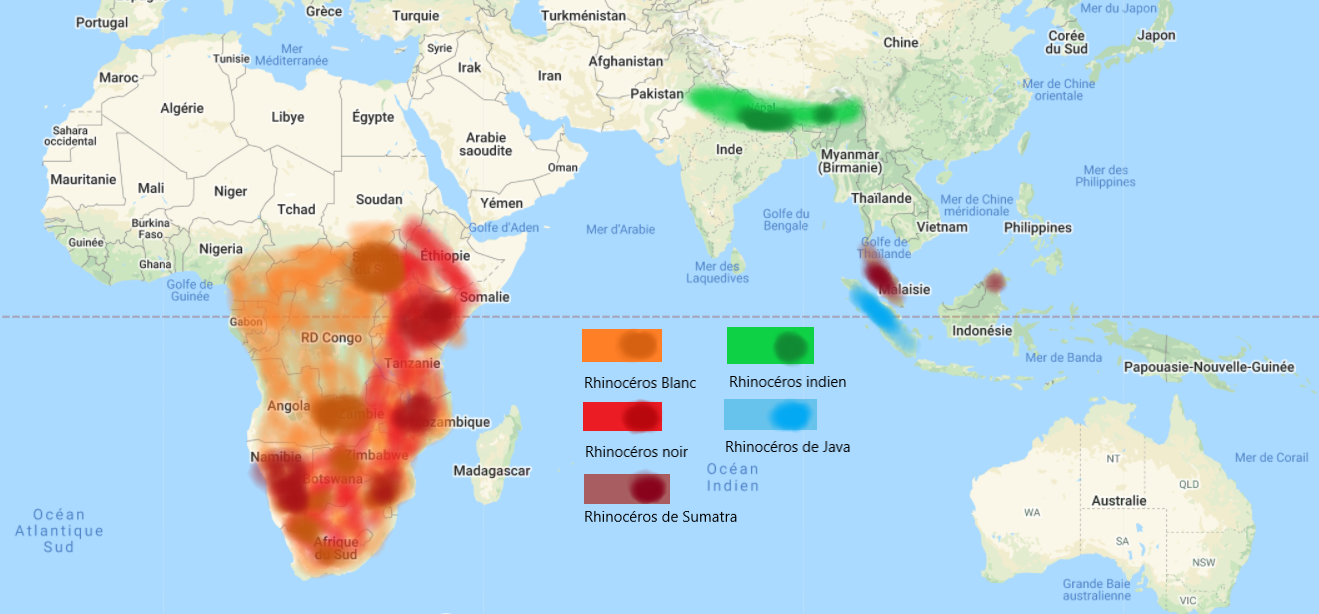 Portugal
Grèce
Turquie
Turkménistan
Mer du Japon
Chine
Corée
du Sud
Japon
Syrie
Tunisie
Mer
Méditerranée
Irak
Iran
Afghanistan
Maroc
Pakistan
Mer de Chine
orientale
Algérie
Libye
Égypte
Sahara
occidental
Arabie
saoudite
Inde
Myanmar
(Birmanie)
Oman
Mauritanie
Mali
Niger
Tchad
Soudan
Yémen
Thaïlande
Mer de Chine
méridionale
Mer des
Philippines
Burkina
Faso
Guinée
Nigeria
Golfe d'Aden
Mer d'Arabie
Golfe du
Bengale
Vietnam
Philippines
Ghana
Éthiopie
Golfe de
Thaïlande
Mer des
Laquedives
Golfe de
Guinée
Somalie
Malaisie
Gabon
RD Congo
Indonésie
Tanzanie
Mer de Banda
Papouasie-Nouvelle-Guinée
Rhinocéros Blanc
Rhinocéros indien
Angola
Mozambique
Rhinocéros noir
Rhinocéros de Java
Namibie
Zimbabwe
Botswana
Madagascar
Océan
Indien
NT
Mer de Corail
QLD
Australie
WA
Rhinocéros de Sumatra
Océan
Atlantique
Sud
Afrique
du Sud
SA
NSW
Grande Baie
australienne
VIC